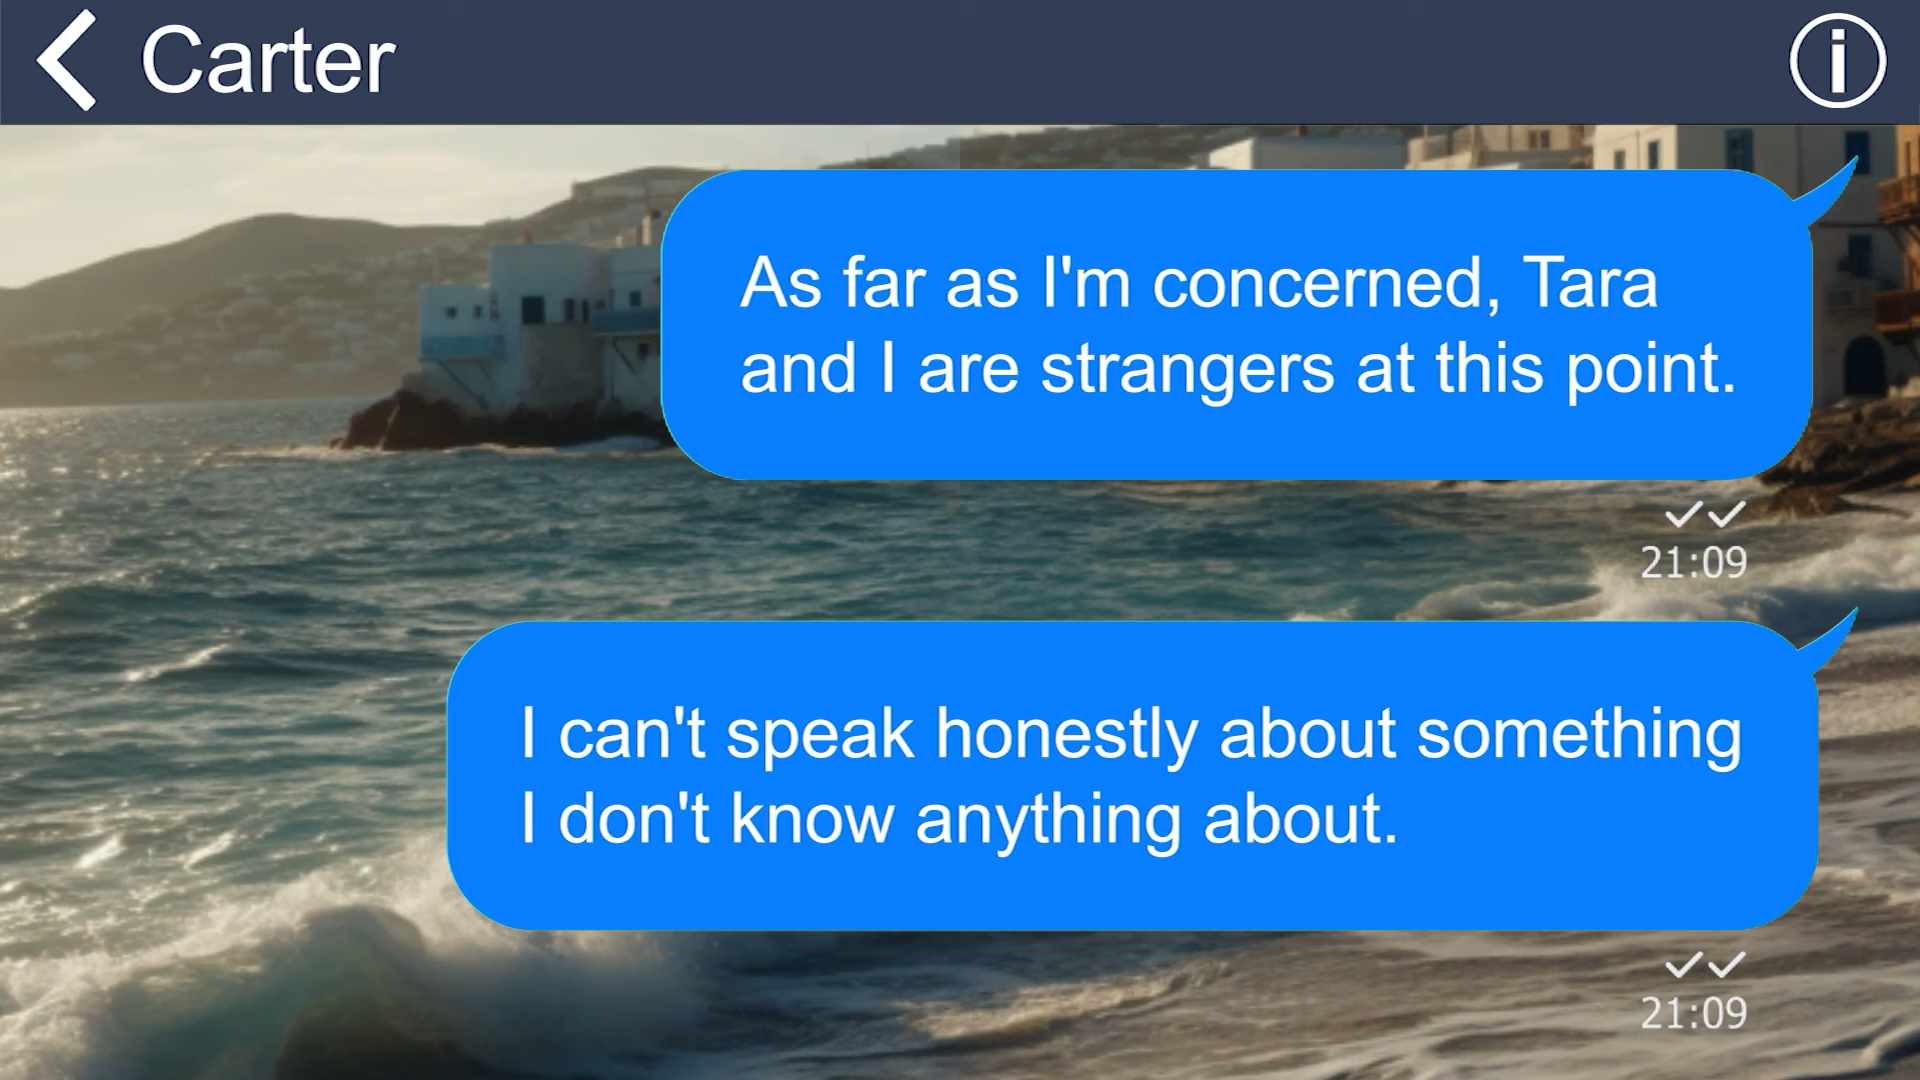 Carter
As far as I'm concerned, Tara
and I are strangers at this point.
21:09
I can't speak honestly about something
I don't know anything about.
21:09